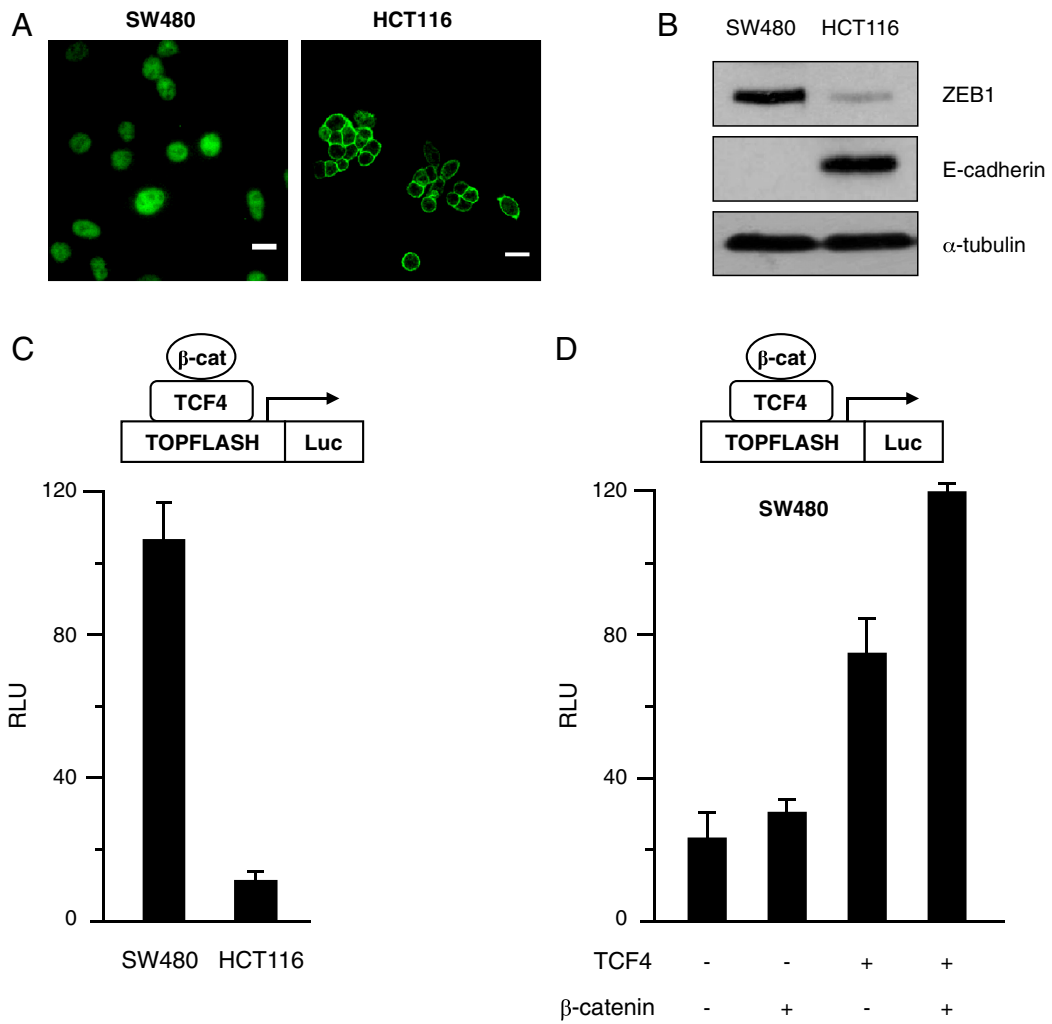 A
SW480
HCT116
B
SW480 HCT116
ZEB1
E-cadherin
α-tubulin
C
β-cat
TCF4
TOPFLASH Luc
120
80
40
0
RLU
SW480 HCT116
D
β-cat
TCF4
TOPFLASH Luc
SW480
120
80
40
0
RLU
TCF4 - - + +
β-catenin - + - +